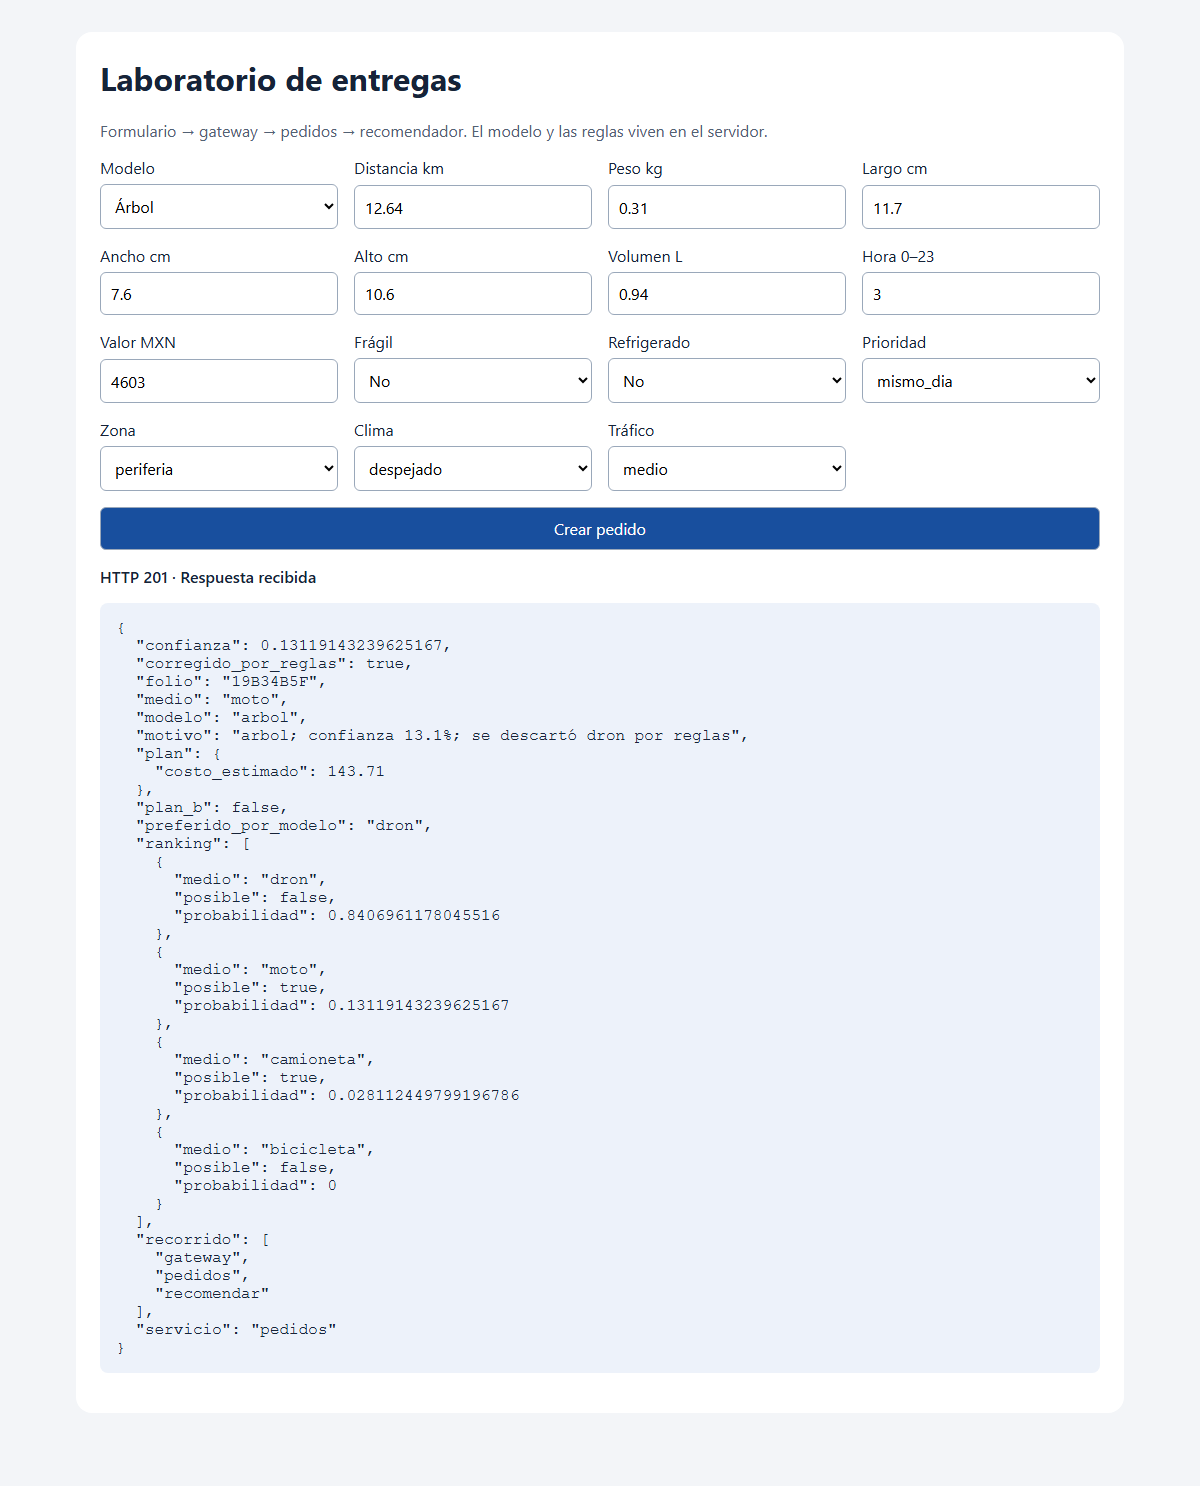 Laboratorio de entregas
Formulario → gateway → pedidos → recomendador. El modelo y las reglas viven en el servidor.
Modelo Distancia km Peso kg Largo cm
Árbol 12.64 0.31 11.7
Ancho cm Alto cm Volumen L Hora 0–23
7.6 10.6 0.94 3
Valor MXN Frágil Refrigerado Prioridad
4603 No No mismo_dia
Zona Clima Tráfico
periferia despejado medio
Crear pedido
HTTP 201 · Respuesta recibida
{
  "confianza": 0.13119143239625167,
  "corregido_por_reglas": true,
  "folio": "19B34B5F",
  "medio": "moto",
  "modelo": "arbol",
  "motivo": "arbol; confianza 13.1%; se descartó dron por reglas",
  "plan": {
    "costo_estimado": 143.71
  },
  "plan_b": false,
  "preferido_por_modelo": "dron",
  "ranking": [
    {
      "medio": "dron",
      "posible": false,
      "probabilidad": 0.8406961178045516
    },
    {
      "medio": "moto",
      "posible": true,
      "probabilidad": 0.13119143239625167
    },
    {
      "medio": "camioneta",
      "posible": true,
      "probabilidad": 0.028112449799196786
    },
    {
      "medio": "bicicleta",
      "posible": false,
      "probabilidad": 0
    }
  ],
  "recorrido": [
    "gateway",
    "pedidos",
    "recomendar"
  ],
  "servicio": "pedidos"
}